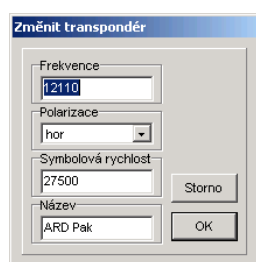 Změnit transpondér
Frekvence
12110
Polarizace
hor
Symbolová rychlost
27500
Název
ARD Pak
Storno
OK